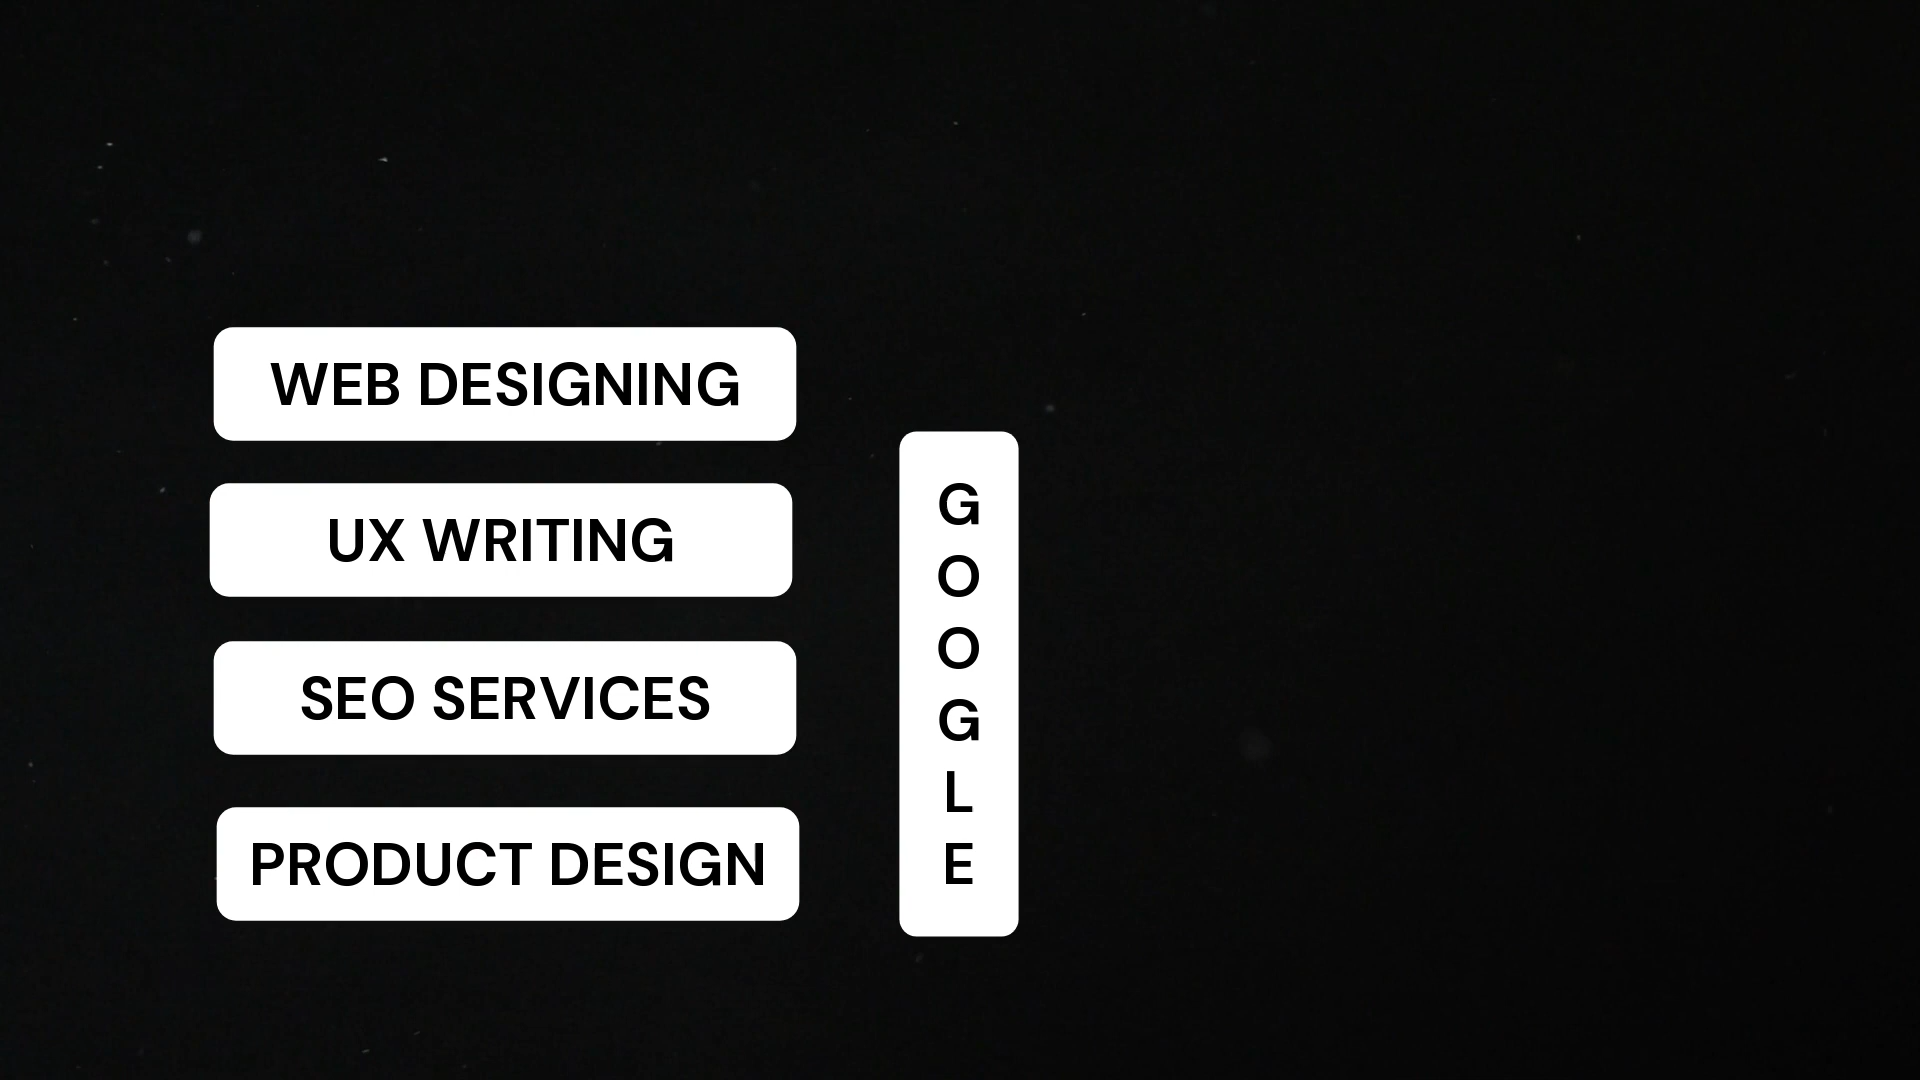 WEB DESIGNING
UX WRITING
SEO SERVICES
PRODUCT DESIGN
G
O
O
G
L
E